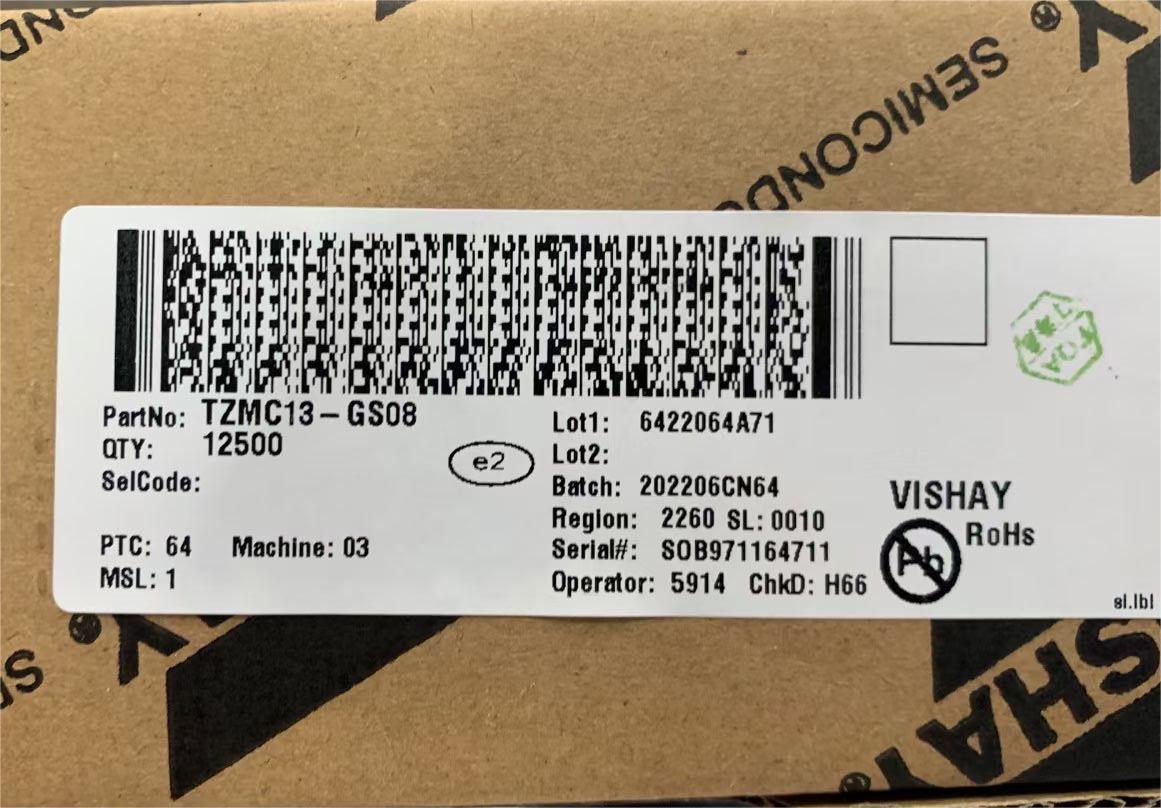 SEMICONDU
PartNo: TZMC13-GS08
QTY: 12500
SelCode:
e2
PTC: 64 Machine: 03
MSL: 1
Lot1: 6422064A71
Lot2:
Batch: 202206CN64
Region: 2260 SL: 0010
Serial#: SOB971164711
Operator: 5914 ChkD: H66
VISHAY
Pb
RoHs
sl.lbl
SHAY